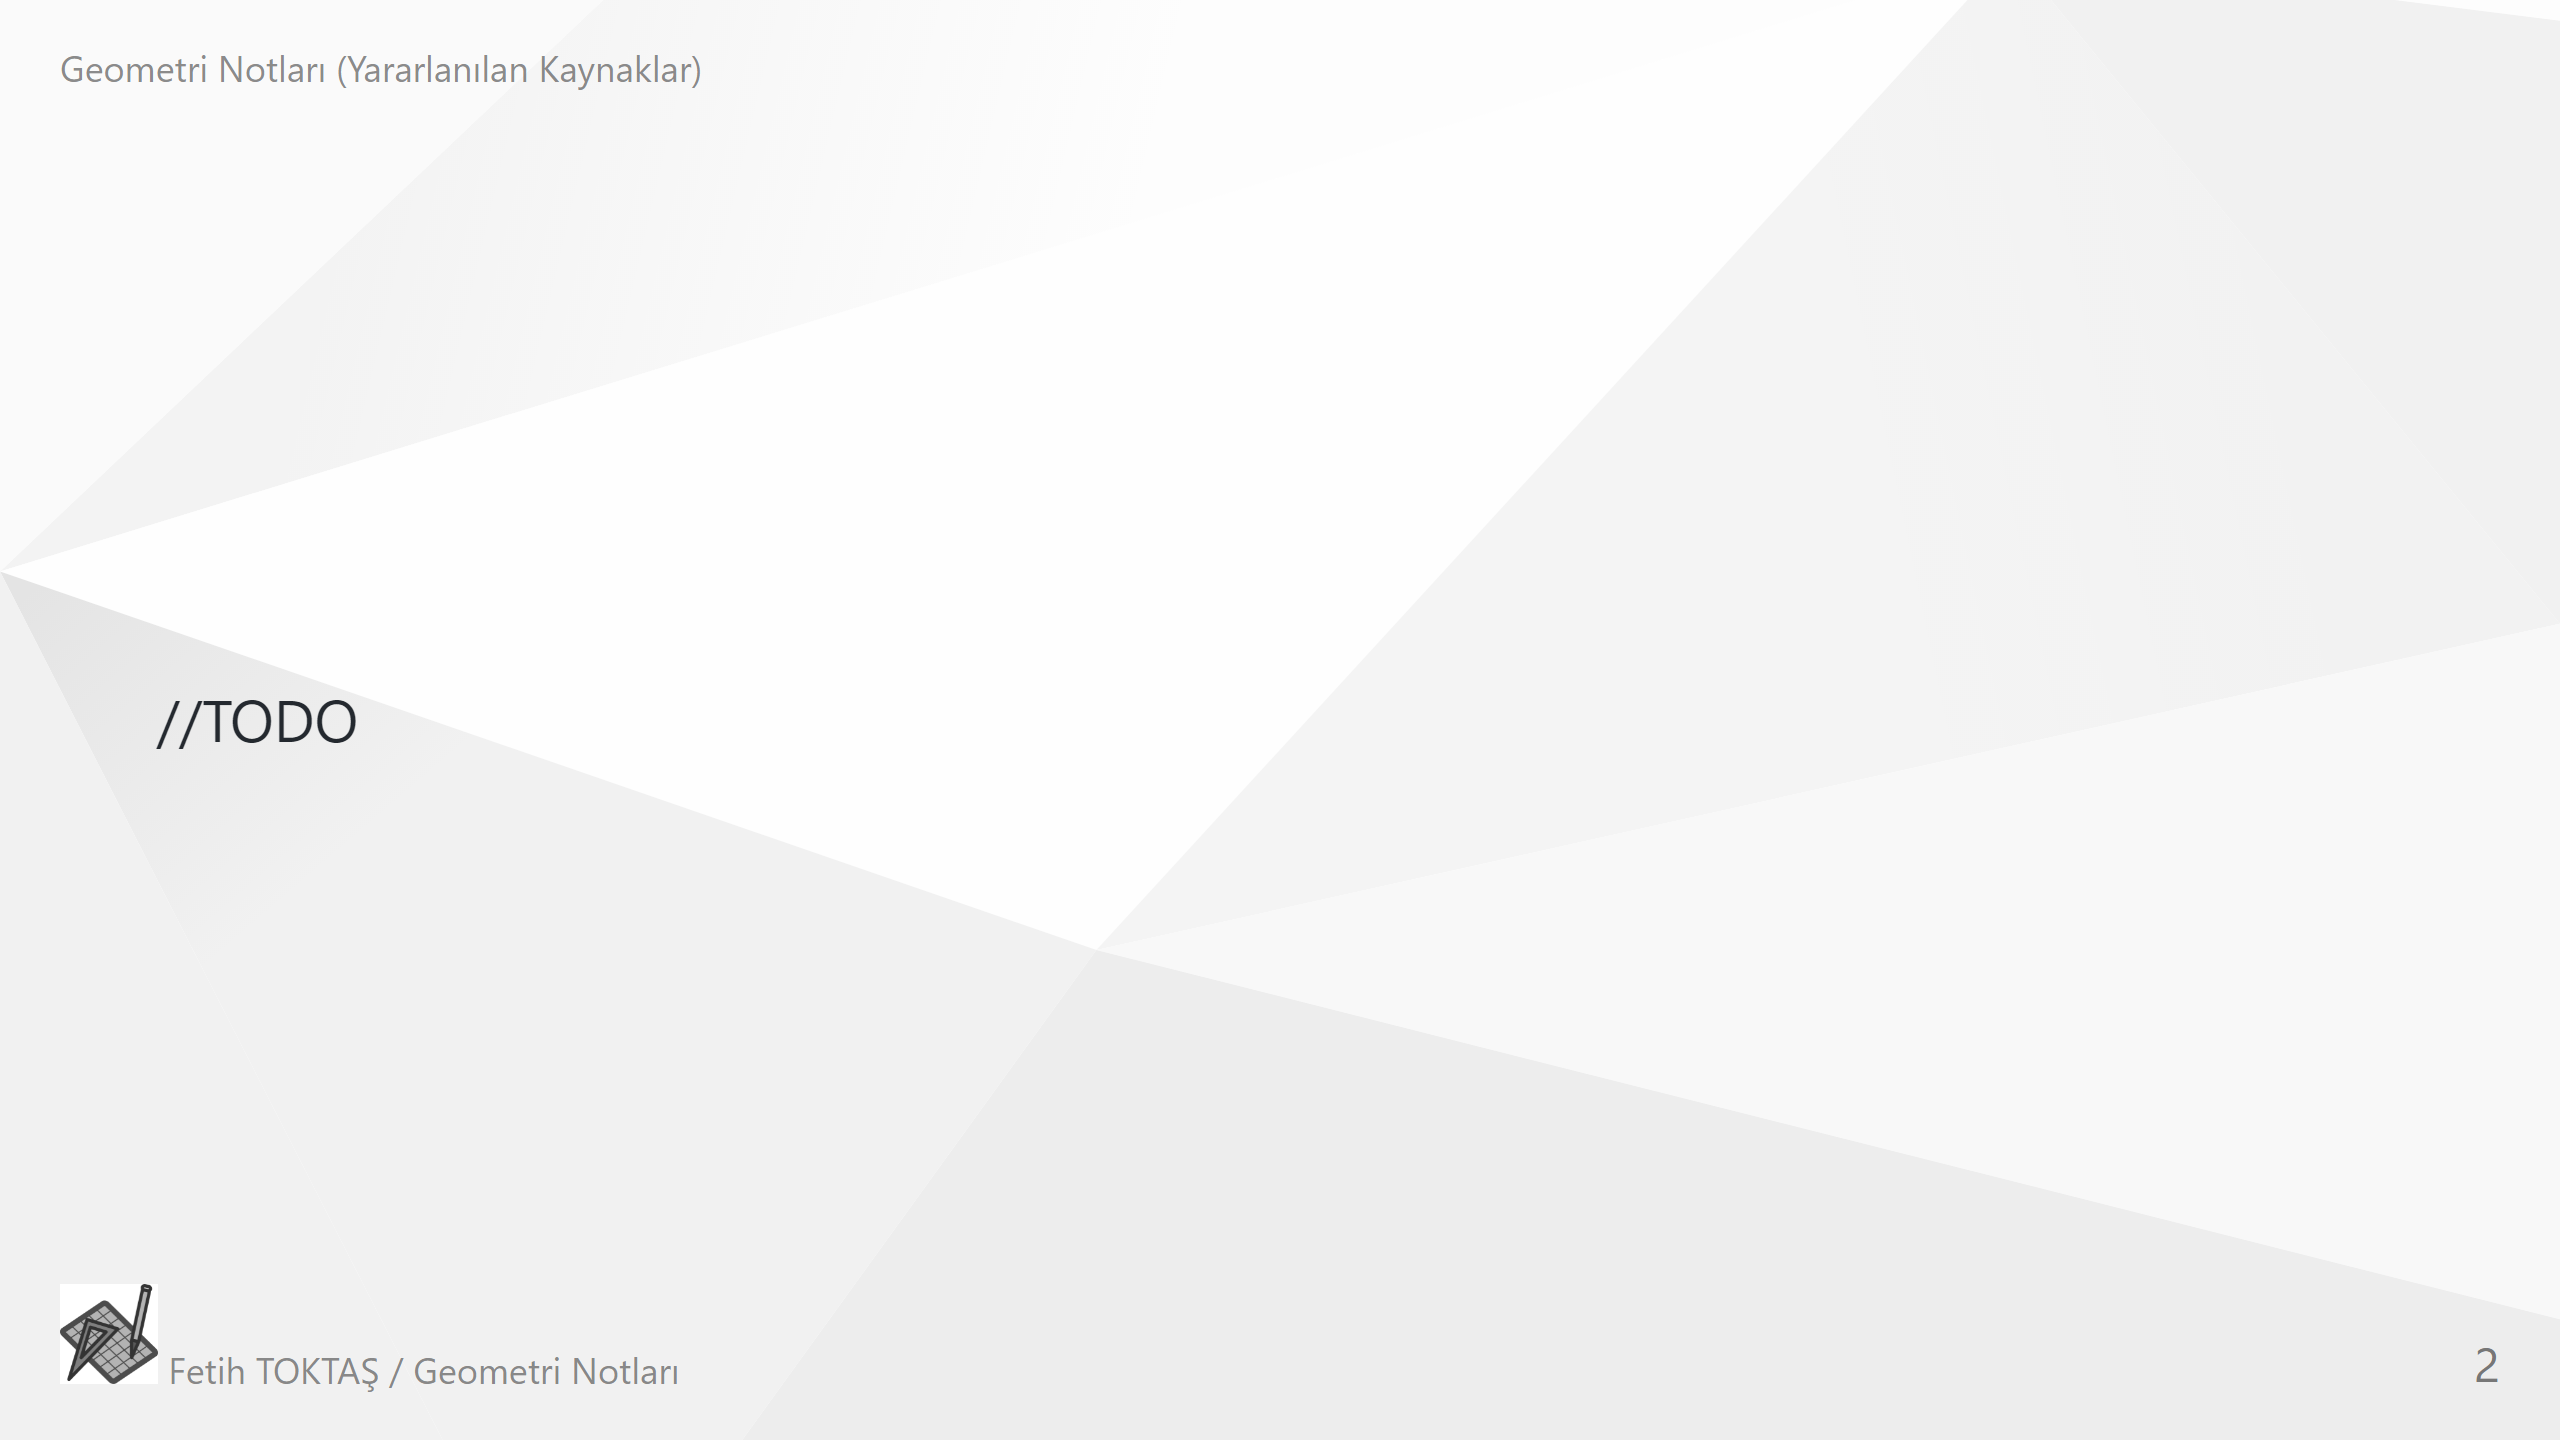 Geometri Notları (Yararlanılan Kaynaklar)
//TODO
Fetih TOKTAŞ / Geometri Notları
2